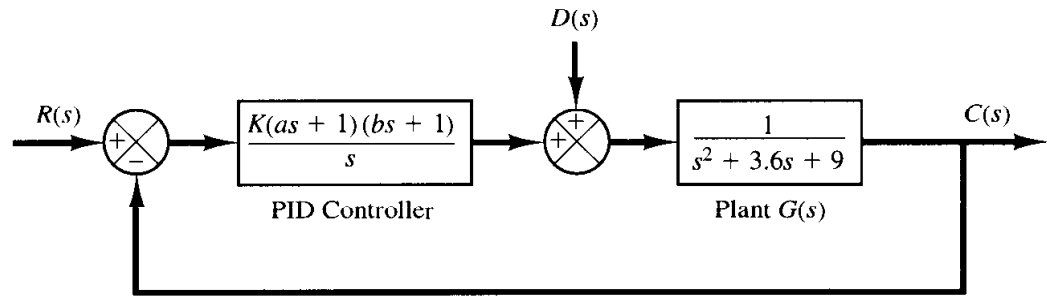 D(s)
R(s)
C(s)
K(as + 1)(bs + 1)
s
1
s² + 3.6s + 9
+
−
+
+
PID Controller
Plant G(s)